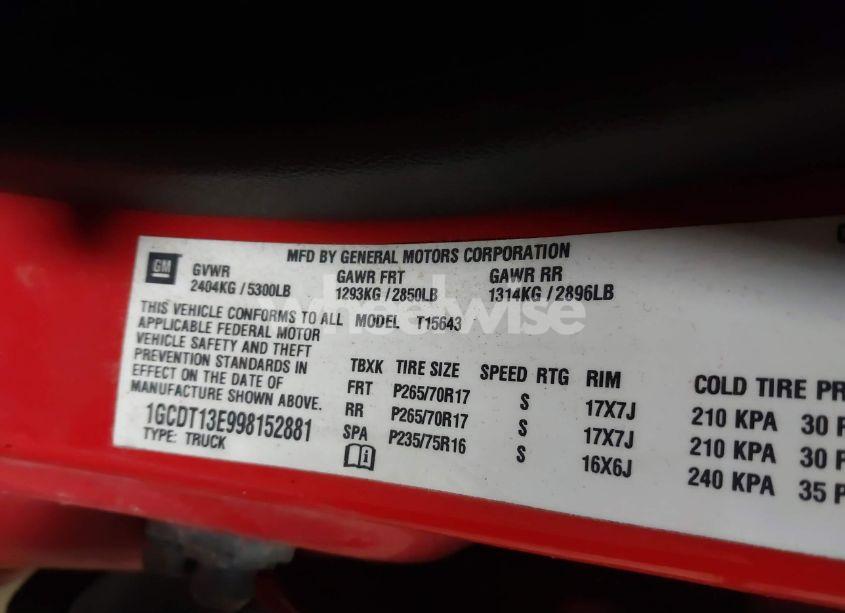 MFD BY GENERAL MOTORS CORPORATION
GM
GVWR GAWR FRT GAWR RR
2404KG / 5300LB 1293KG / 2850LB 1314KG / 2896LB
THIS VEHICLE CONFORMS TO ALL
APPLICABLE FEDERAL MOTOR
VEHICLE SAFETY AND THEFT
PREVENTION STANDARDS IN
EFFECT ON THE DATE OF
MANUFACTURE SHOWN ABOVE.
1GCDT13E998152881
TYPE: TRUCK
MODEL T15643
TBXK TIRE SIZE SPEED RTG RIM COLD TIRE PR
FRT P265/70R17 S 17X7J 210 KPA 30 P
RR P265/70R17 S 17X7J 210 KPA 30 P
SPA P235/75R16 S 16X6J 240 KPA 35 P
wheelwise